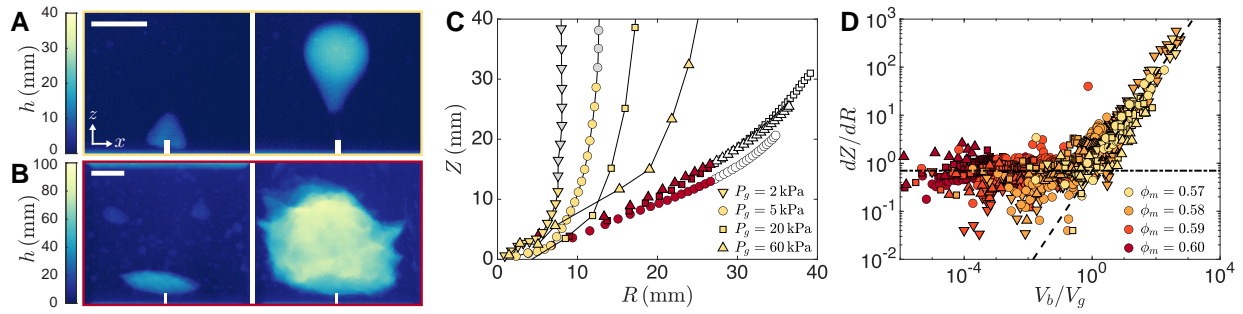 A
40
30
20
10
0
h (mm)
z
x
B
100
80
60
40
20
0
h (mm)
C
40
30
20
10
0
Z (mm)
0
10
20
30
40
R (mm)
P_g = 2 kPa
P_g = 5 kPa
P_g = 20 kPa
P_g = 60 kPa
D
10^3
10^2
10^1
10^0
10^-1
10^-2
dZ/dR
10^-4
10^0
10^4
V_b/V_g
ϕ_m = 0.57
ϕ_m = 0.58
ϕ_m = 0.59
ϕ_m = 0.60